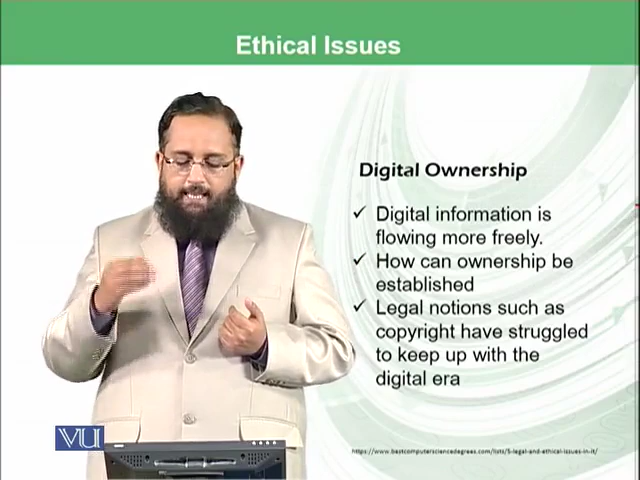 Ethical Issues
Digital Ownership
✓ Digital information is
flowing more freely.
✓ How can ownership be
established
✓ Legal notions such as
copyright have struggled
to keep up with the
digital era
VU
https://www.bestcomputersciencedegrees.com/lists/5-legal-and-ethical-issues-in-it/